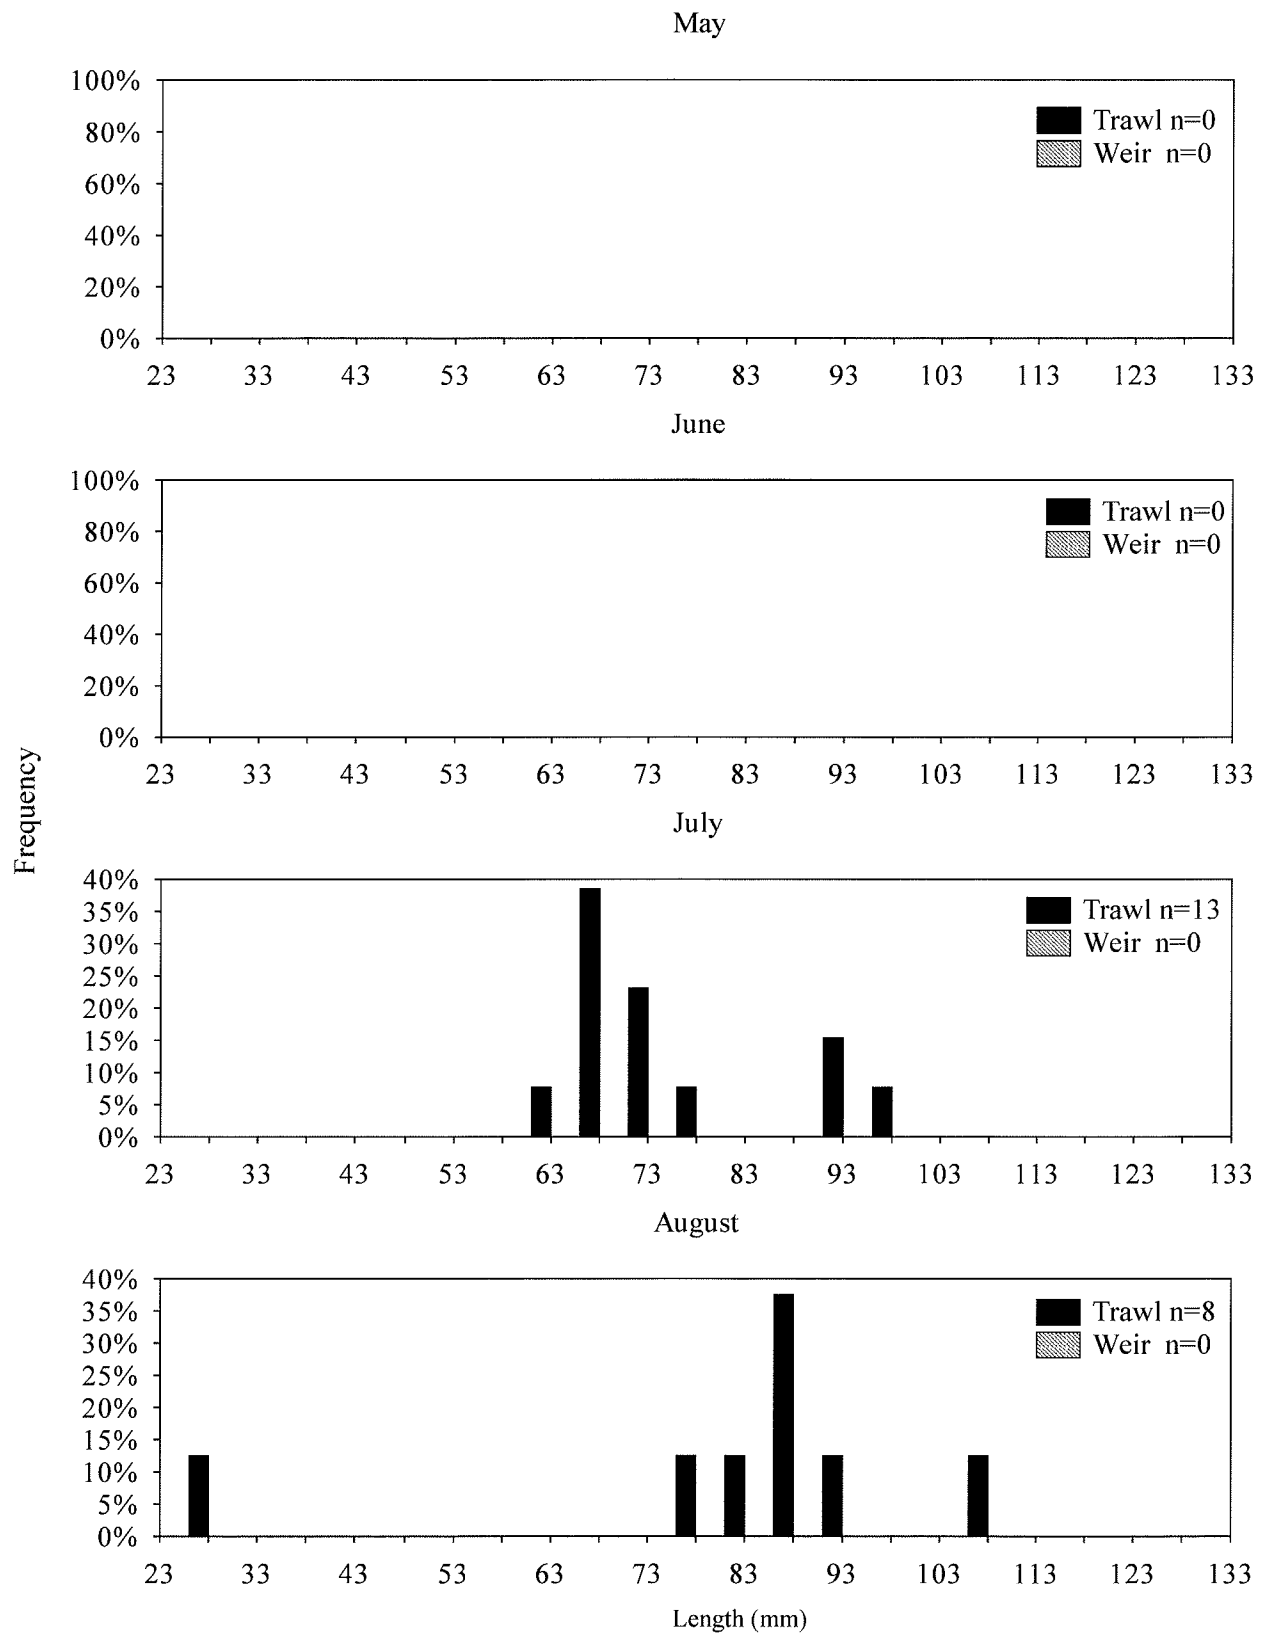 May
100%
80%
60%
40%
20%
0%
Trawl n=0
Weir n=0
23 33 43 53 63 73 83 93 103 113 123 133
June
100%
80%
60%
40%
20%
0%
Trawl n=0
Weir n=0
23 33 43 53 63 73 83 93 103 113 123 133
Frequency
July
40%
35%
30%
25%
20%
15%
10%
5%
0%
Trawl n=13
Weir n=0
23 33 43 53 63 73 83 93 103 113 123 133
August
40%
35%
30%
25%
20%
15%
10%
5%
0%
Trawl n=8
Weir n=0
23 33 43 53 63 73 83 93 103 113 123 133
Length (mm)